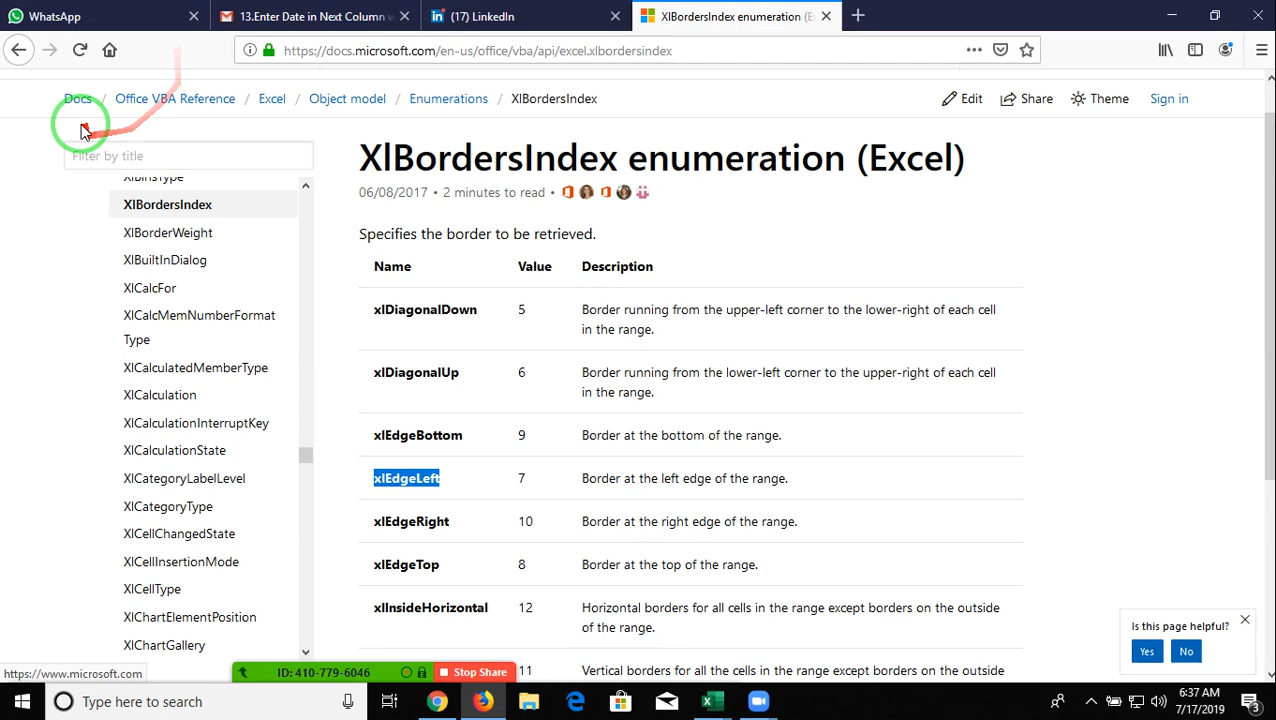 WhatsApp
13.Enter Date in Next Column w
(17) LinkedIn
XlBordersIndex enumeration (Exc
https://docs.microsoft.com/en-us/office/vba/api/excel.xlbordersindex
Docs / Office VBA Reference / Excel / Object model / Enumerations / XlBordersIndex
Edit
Share
Theme
Sign in
Filter by title
XlBinsType
XlBordersIndex
XlBorderWeight
XlBuiltInDialog
XlCalcFor
XlCalcMemNumberFormat
Type
XlCalculatedMemberType
XlCalculation
XlCalculationInterruptKey
XlCalculationState
XlCategoryLabelLevel
XlCategoryType
XlCellChangedState
XlCellInsertionMode
XlCellType
XlChartElementPosition
XlChartGallery
XlBordersIndex enumeration (Excel)
06/08/2017 • 2 minutes to read •
Specifies the border to be retrieved.
Name Value Description
xlDiagonalDown 5 Border running from the upper-left corner to the lower-right of each cell
in the range.
xlDiagonalUp 6 Border running from the lower-left corner to the upper-right of each cell
in the range.
xlEdgeBottom 9 Border at the bottom of the range.
xlEdgeLeft 7 Border at the left edge of the range.
xlEdgeRight 10 Border at the right edge of the range.
xlEdgeTop 8 Border at the top of the range.
xlInsideHorizontal 12 Horizontal borders for all cells in the range except borders on the outside
of the range.
11 Vertical borders for all the cells in the range except borders on the outside
Is this page helpful?
Yes
No
https://www.microsoft.com
ID: 410-779-6046
Stop Share
Type here to search
6:37 AM
7/17/2019
3